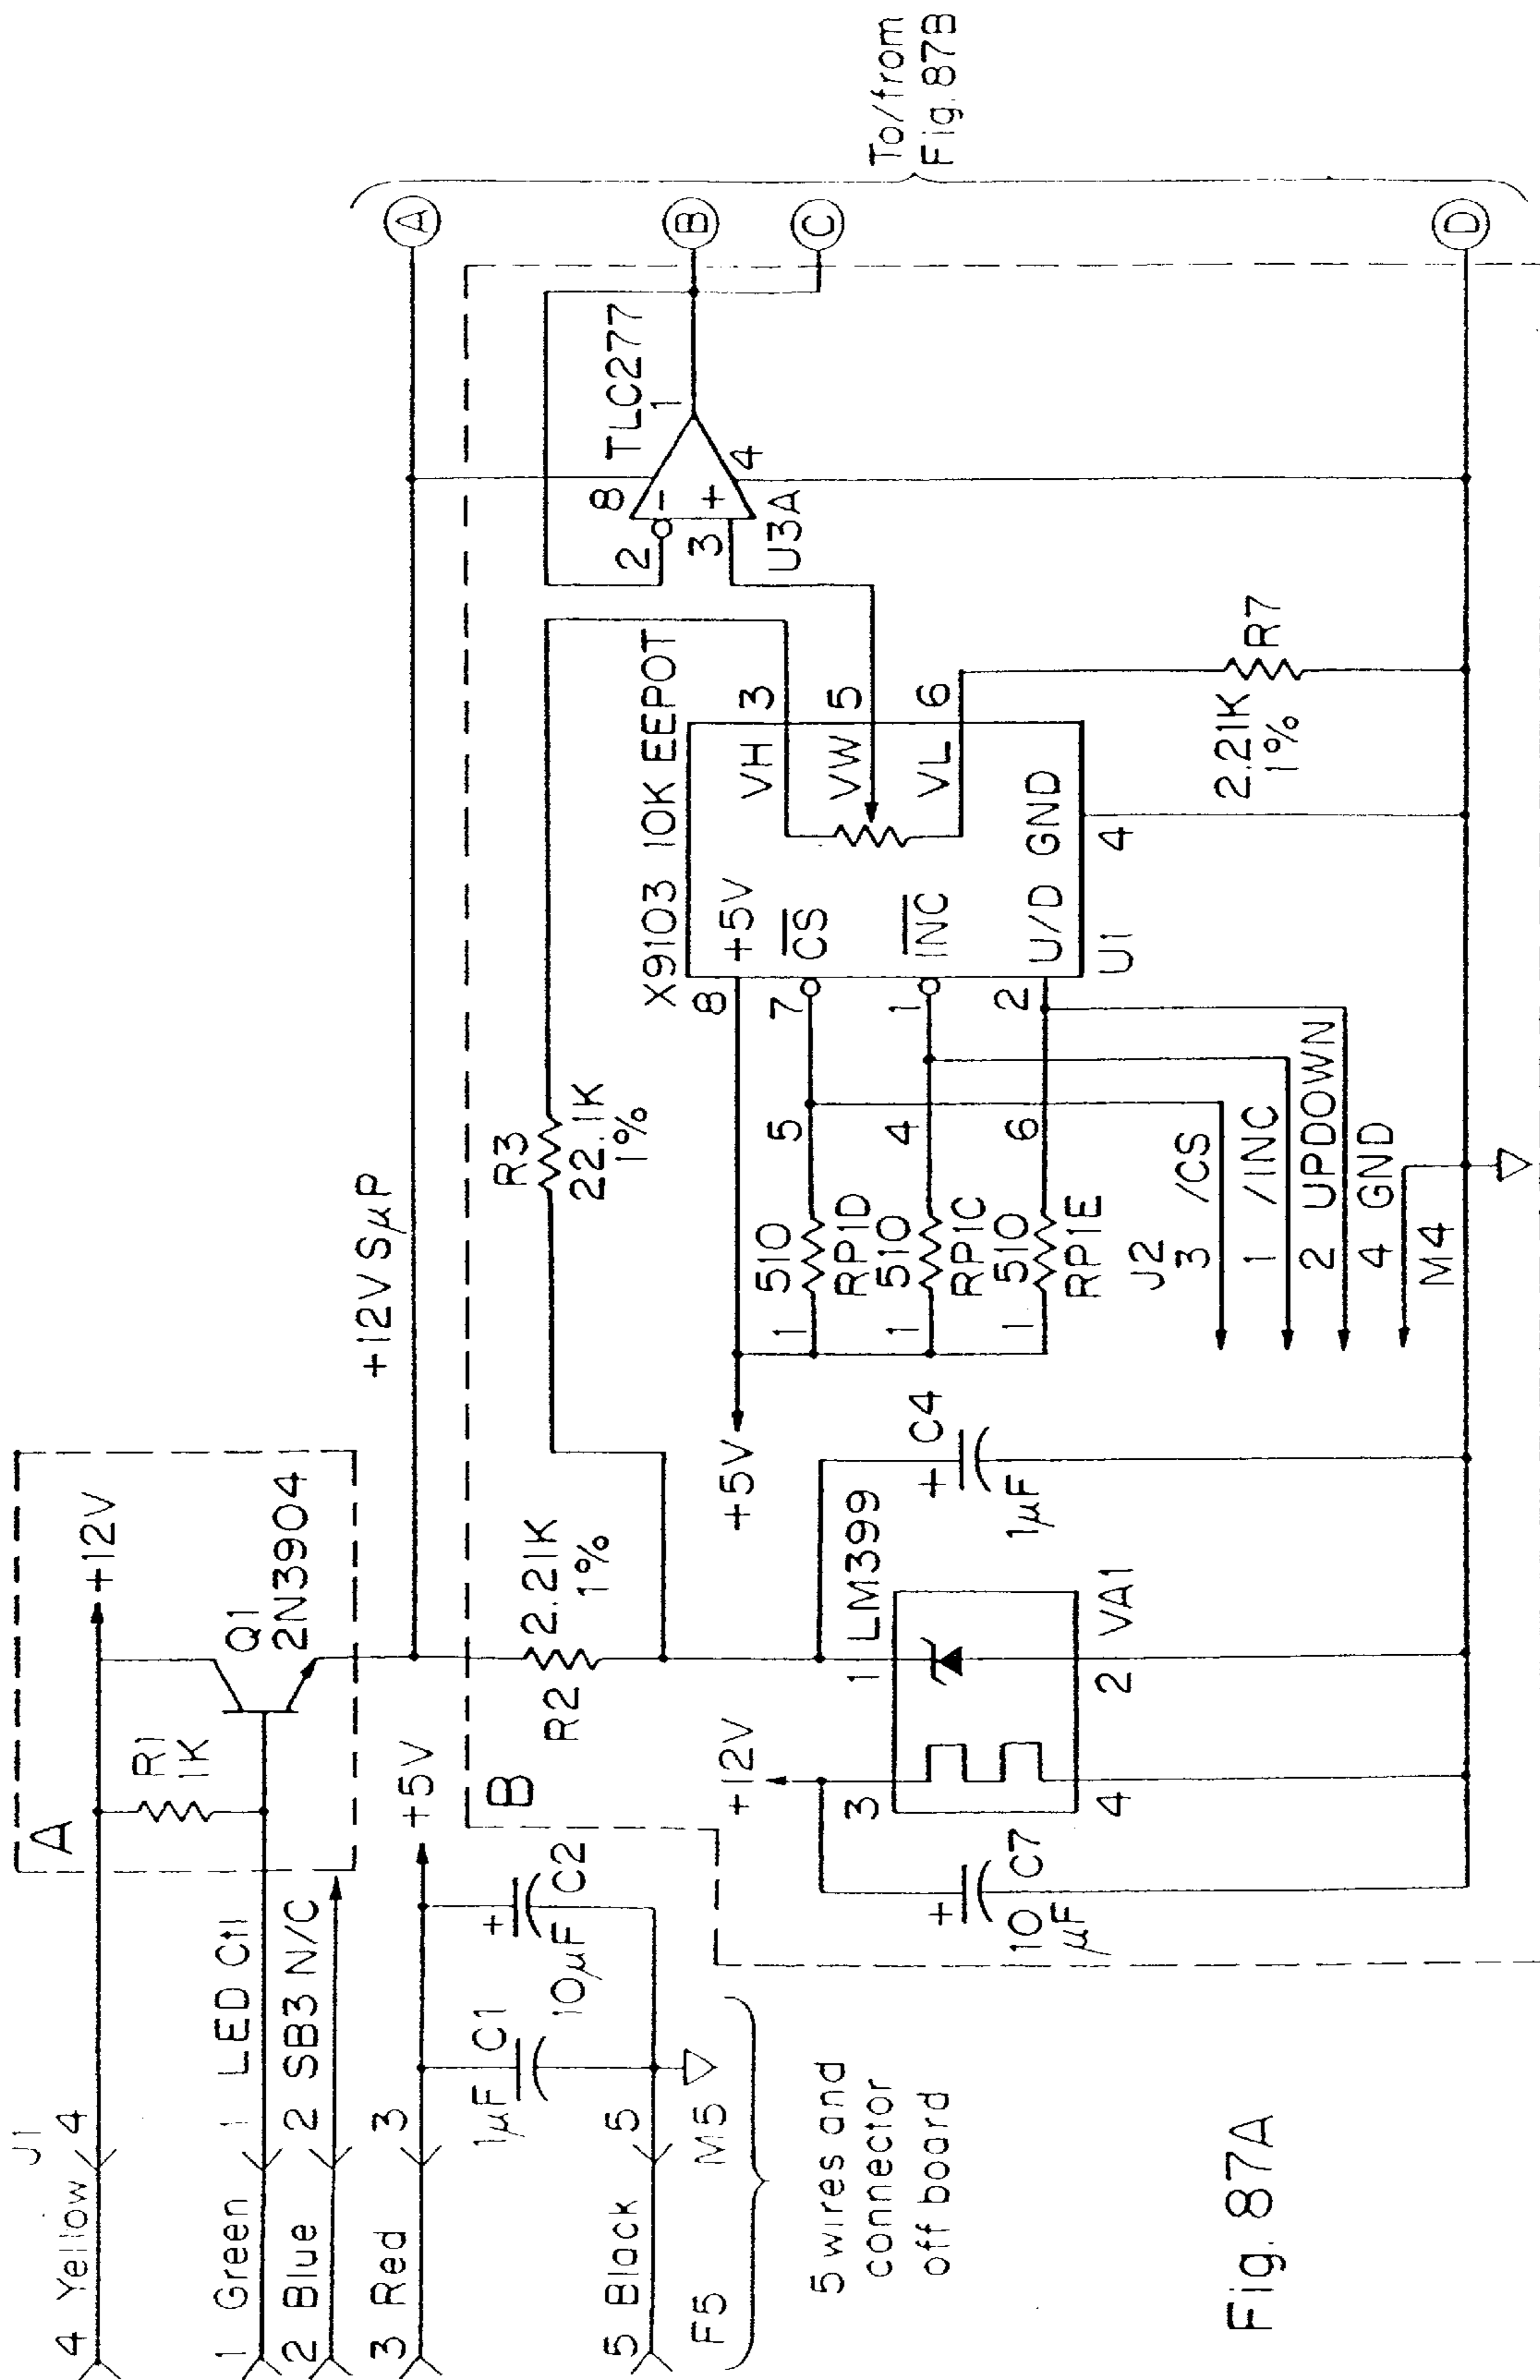 J1
4 Yellow 4
1 Green 1 LED Ctl
2 Blue 2 SB3 N/C
3 Red 3
5 Black 5
F5 M5
5 wires and
connector
off board
A
R1
1K
+12V
Q1
2N3904
+5V
1µF C1
10µF C2
+12V SµP
B
R2
2.21K
1%
R3
22.1K
1%
+12V
3
4
10 C7
µF
1 LM399
2 VA1
C4
1µF
+5V
X9103 10K EEPOT
8 +5V
7 CS
1 INC
2 U/D GND
U1
4
VH 3
VW 5
VL 6
1 510 5
RP1D
1 510 4
RP1C
1 510 6
RP1E
J2
3 /CS
1 /INC
2 UPDOWN
4 GND
M4
2.21K R7
1%
TLC277
8
2 -
3 +
1
4
U3A
A
B
C
D
To/from
Fig.87B
Fig. 87A